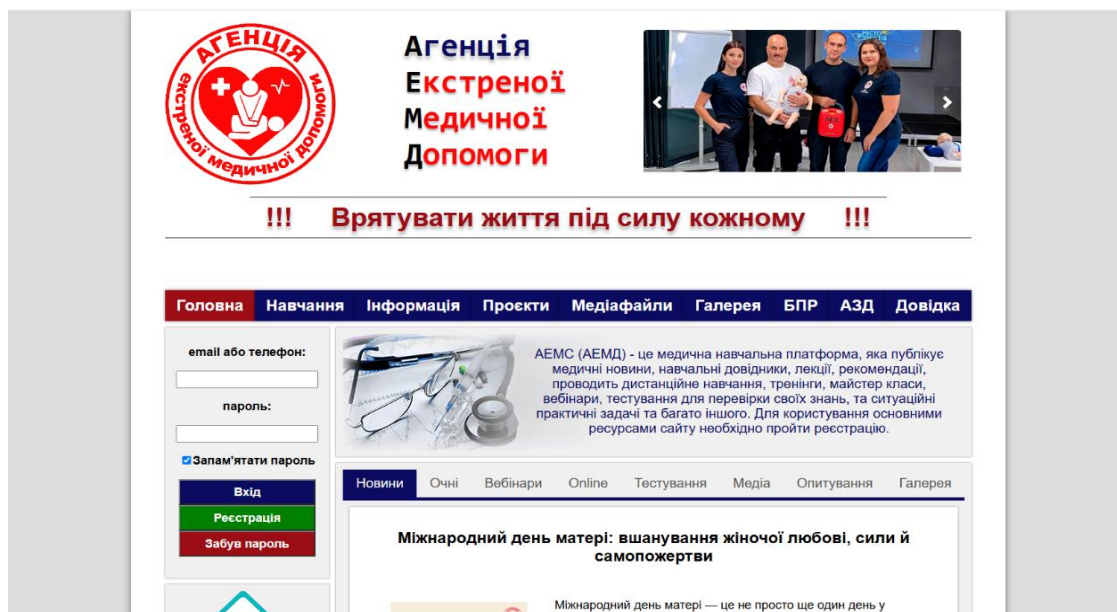 АГЕНЦІЯ
екстреної медичної допомоги
Агенція
Екстреної
Медичної
Допомоги
AED
!!! Врятувати життя під силу кожному !!!
Головна Навчання Інформація Проєкти Медіафайли Галерея БПР АЗД Довідка
email або телефон:
пароль:
Запам'ятати пароль
Вхід
Реєстрація
Забув пароль
АЕМС (АЕМД) - це медична навчальна платформа, яка публікує
медичні новини, навчальні довідники, лекції, рекомендації,
проводить дистанційне навчання, тренінги, майстер класи,
вебінари, тестування для перевірки своїх знань, та ситуаційні
практичні задачі та багато іншого. Для користування основними
ресурсами сайту необхідно пройти реєстрацію.
Новини Очні Вебінари Online Тестування Медіа Опитування Галерея
Міжнародний день матері: вшанування жіночої любові, сили й
самопожертви
Міжнародний день матері — це не просто ще один день у